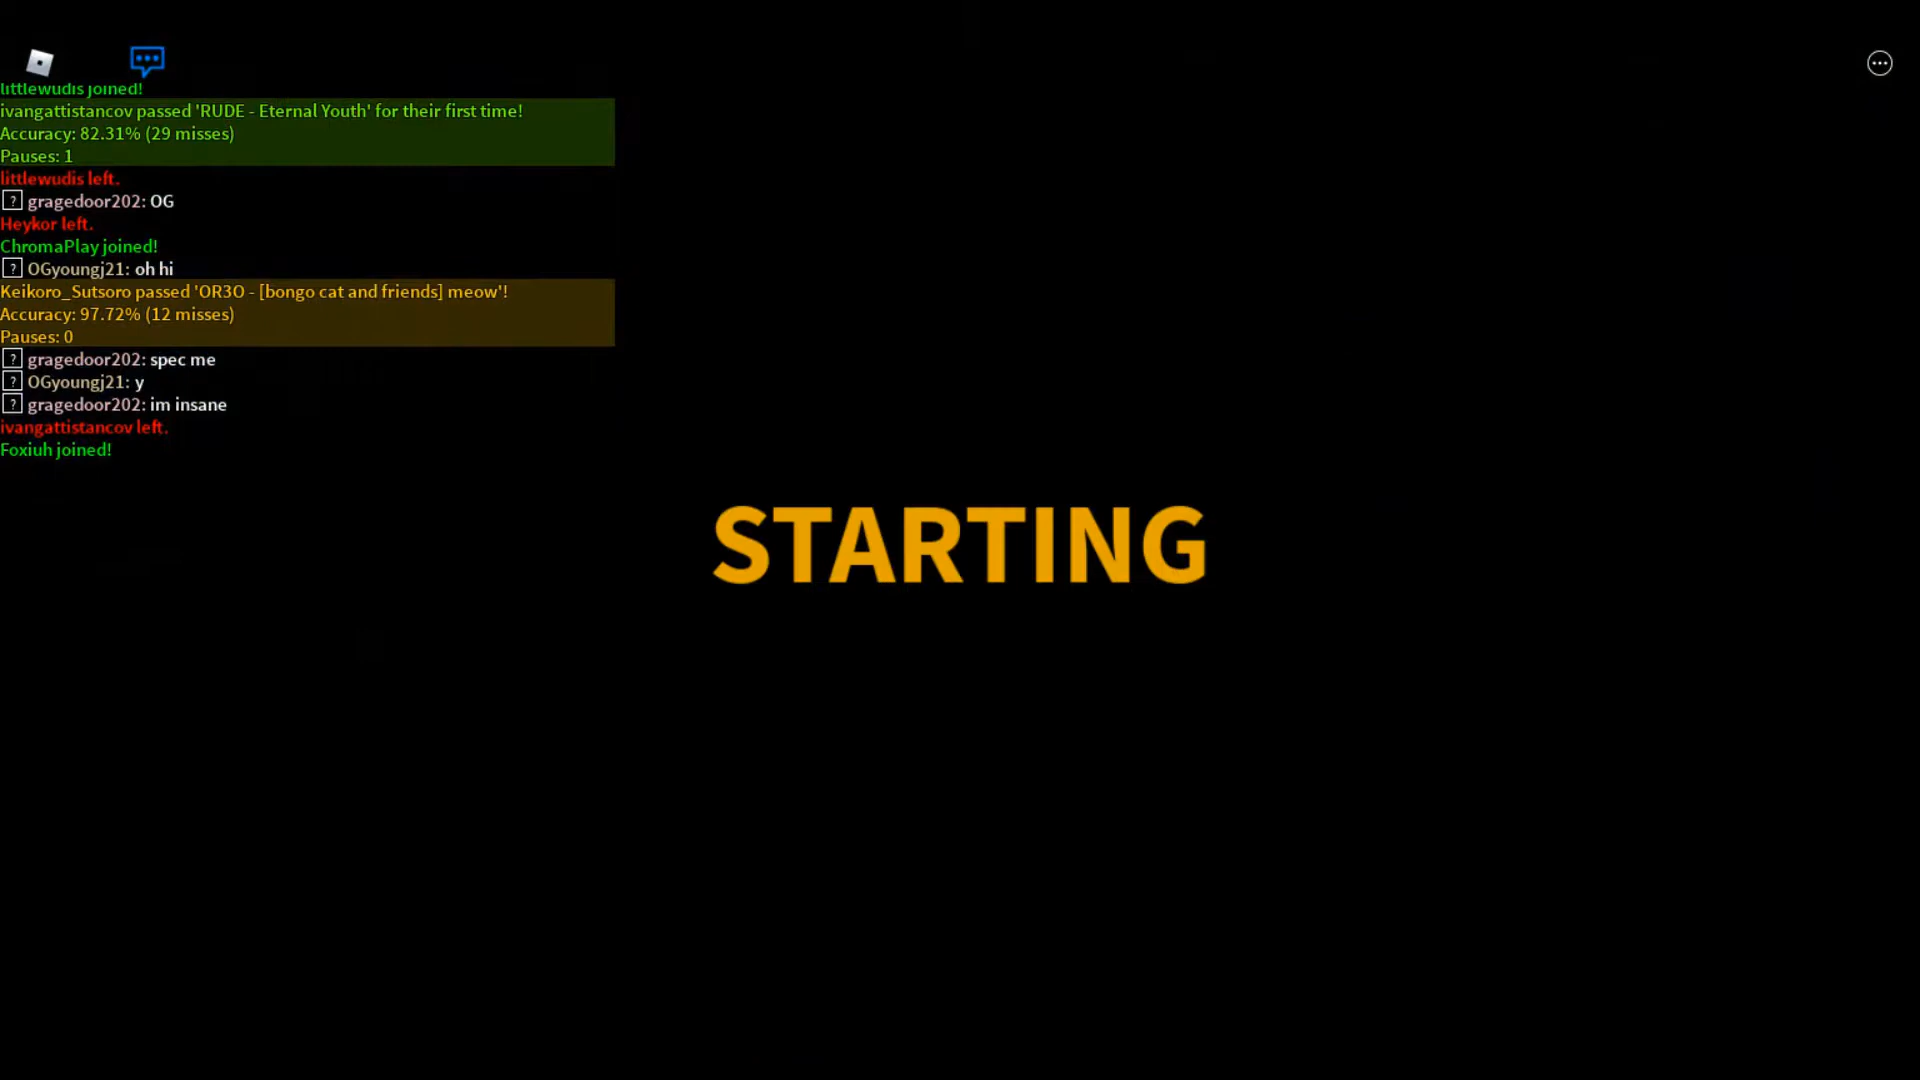 littlewudis joined!
ivangattistancov passed 'RUDE - Eternal Youth' for their first time!
Accuracy: 82.31% (29 misses)
Pauses: 1
littlewudis left.
? gragedoor202: OG
Heykor left.
ChromaPlay joined!
? OGyoungj21: oh hi
Keikoro_Sutsoro passed 'OR3O - [bongo cat and friends] meow'!
Accuracy: 97.72% (12 misses)
Pauses: 0
? gragedoor202: spec me
? OGyoungj21: y
? gragedoor202: im insane
ivangattistancov left.
Foxiuh joined!
STARTING